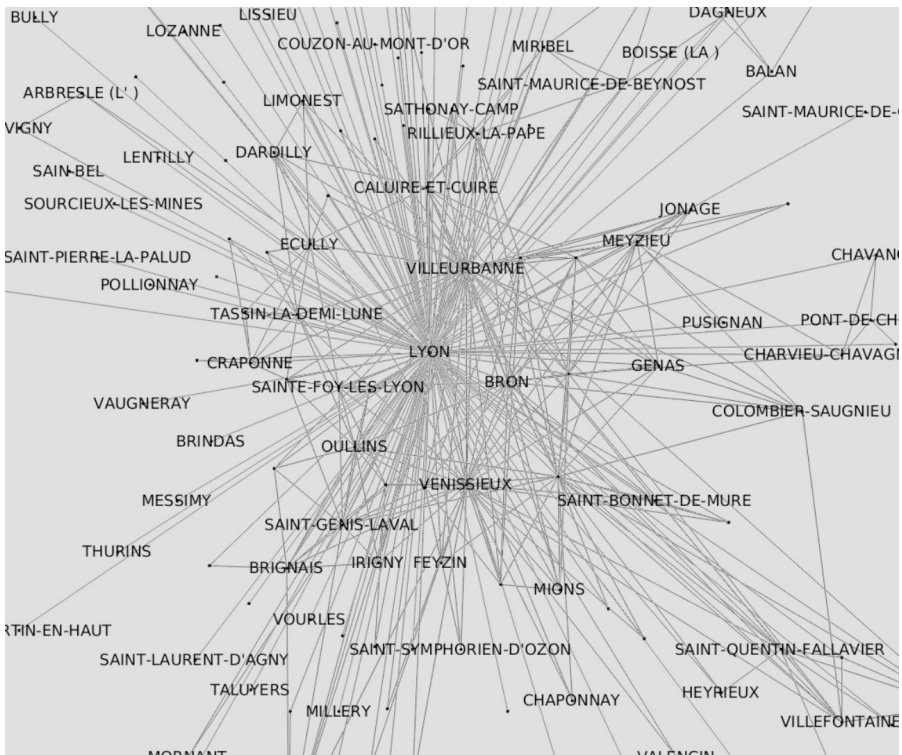 DAGNEUX
BULLY
LISSIEU
LOZANNE
COUZON-AU-MONT-D'OR
MIRIBEL
BOISSE (LA )
BALAN
SAINT-MAURICE-DE-BEYNOST
ARBRESLE (L' )
LIMONEST
SATHONAY-CAMP
SAINT-MAURICE-DE-
VIGNY
RILLIEUX-LA-PAPE
LENTILLY
DARDILLY
SAIN-BEL
CALUIRE-ET-CUIRE
SOURCIEUX-LES-MINES
JONAGE
ECULLY
MEYZIEU
SAINT-PIERRE-LA-PALUD
CHAVANO
VILLEURBANNE
POLLIONNAY
TASSIN-LA-DEMI-LUNE
PUSIGNAN
PONT-DE-CH
LYON
CHARVIEU-CHAVAGN
CRAPONNE
GENAS
SAINTE-FOY-LES-LYON
BRON
VAUGNERAY
COLOMBIER-SAUGNIEU
BRINDAS
OULLINS
VENISSIEUX
MESSIMY
SAINT-BONNET-DE-MURE
SAINT-GENIS-LAVAL
THURINS
BRIGNAIS
IRIGNY
FEYZIN
MIONS
VOURLES
RTIN-EN-HAUT
SAINT-LAURENT-D'AGNY
SAINT-SYMPHORIEN-D'OZON
SAINT-QUENTIN-FALLAVIER
TALUYERS
HEYRIEUX
MILLERY
CHAPONNAY
VILLEFONTAINE
MORNANT
VALENCIN